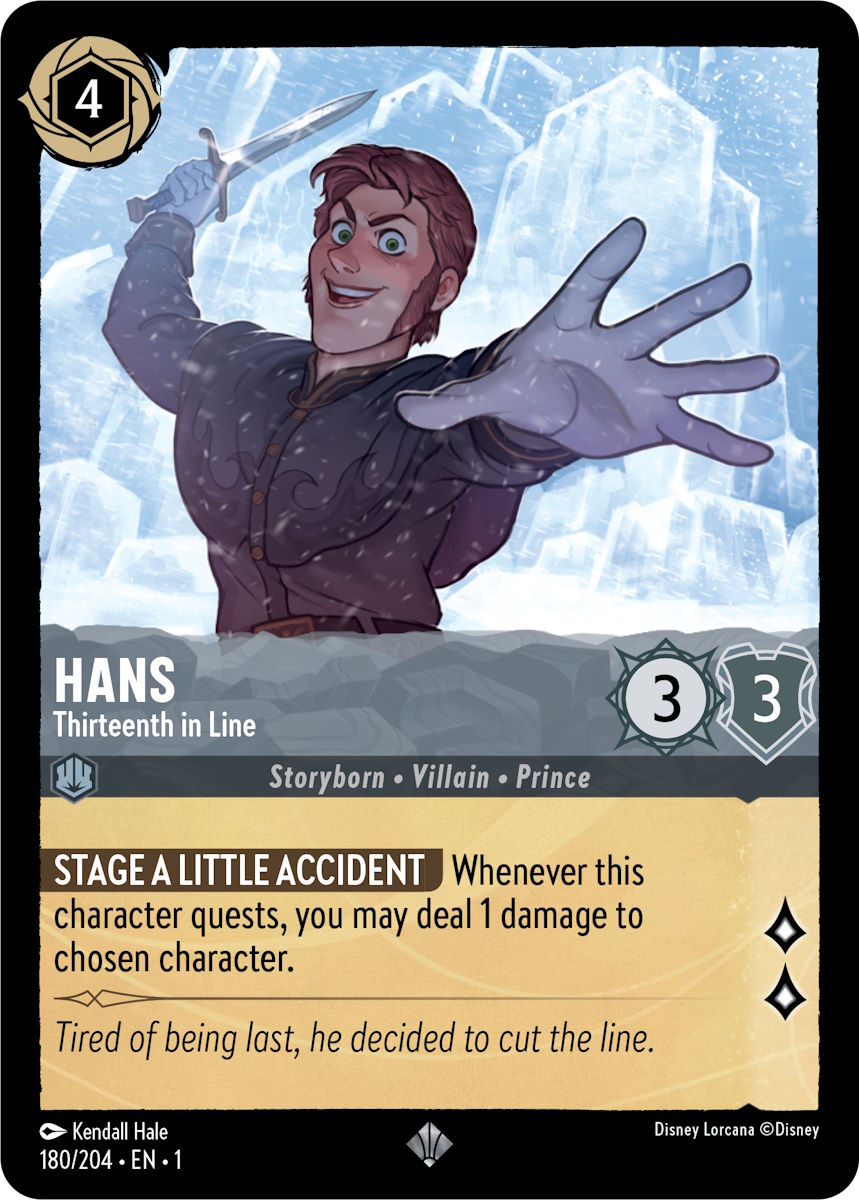 4
HANS
Thirteenth in Line
3
3
Storyborn • Villain • Prince
STAGE A LITTLE ACCIDENT Whenever this
character quests, you may deal 1 damage to
chosen character.
Tired of being last, he decided to cut the line.
Kendall Hale
Disney Lorcana ©Disney
180/204 • EN • 1